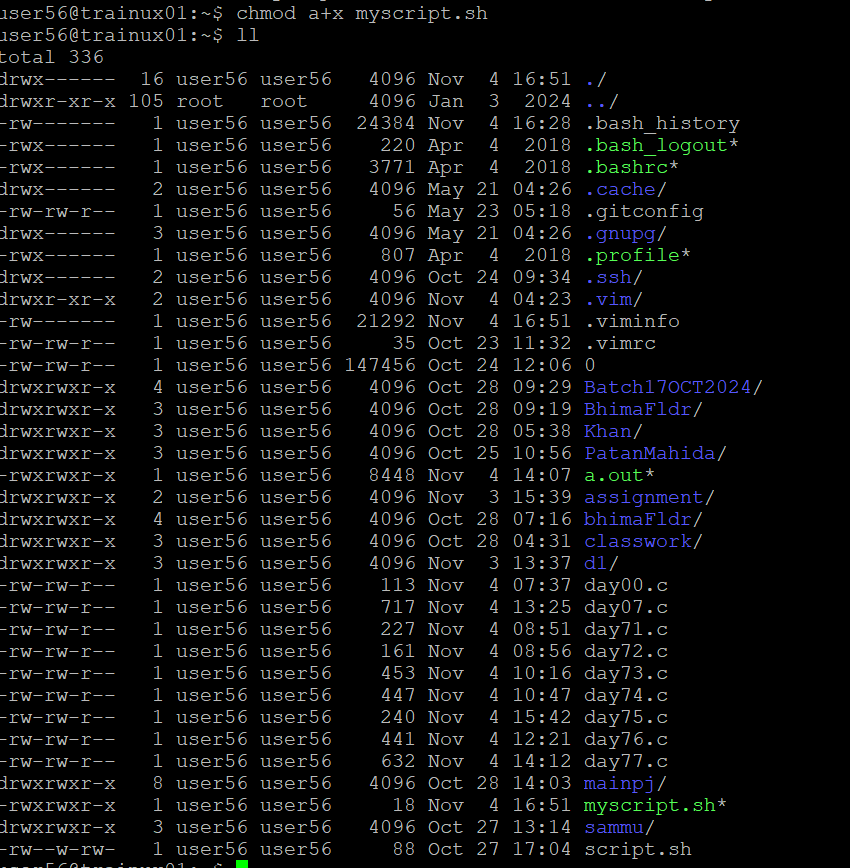 user56@trainux01:~$ chmod a+x myscript.sh
user56@trainux01:~$ ll
total 336
drwx------  16 user56 user56   4096 Nov  4 16:51 ./
drwxr-xr-x 105 root   root     4096 Jan  3  2024 ../
-rw-------   1 user56 user56  24384 Nov  4 16:28 .bash_history
-rwx------   1 user56 user56    220 Apr  4  2018 .bash_logout*
-rwx------   1 user56 user56   3771 Apr  4  2018 .bashrc*
drwx------   2 user56 user56   4096 May 21 04:26 .cache/
-rw-rw-r--   1 user56 user56     56 May 23 05:18 .gitconfig
drwx------   3 user56 user56   4096 May 21 04:26 .gnupg/
-rwx------   1 user56 user56    807 Apr  4  2018 .profile*
drwx------   2 user56 user56   4096 Oct 24 09:34 .ssh/
drwxr-xr-x   2 user56 user56   4096 Nov  4 04:23 .vim/
-rw-------   1 user56 user56  21292 Nov  4 16:51 .viminfo
-rw-rw-r--   1 user56 user56     35 Oct 23 11:32 .vimrc
-rw-rw-r--   1 user56 user56 147456 Oct 24 12:06 0
drwxrwxr-x   4 user56 user56   4096 Oct 28 09:29 Batch17OCT2024/
drwxrwxr-x   3 user56 user56   4096 Oct 28 09:19 BhimaFldr/
drwxrwxr-x   3 user56 user56   4096 Oct 28 05:38 Khan/
drwxrwxr-x   3 user56 user56   4096 Oct 25 10:56 PatanMahida/
-rwxrwxr-x   1 user56 user56   8448 Nov  4 14:07 a.out*
drwxrwxr-x   2 user56 user56   4096 Nov  3 15:39 assignment/
drwxrwxr-x   4 user56 user56   4096 Oct 28 07:16 bhimaFldr/
drwxrwxr-x   3 user56 user56   4096 Oct 28 04:31 classwork/
drwxrwxr-x   3 user56 user56   4096 Nov  3 13:37 d1/
-rw-rw-r--   1 user56 user56    113 Nov  4 07:37 day00.c
-rw-rw-r--   1 user56 user56    717 Nov  4 13:25 day07.c
-rw-rw-r--   1 user56 user56    227 Nov  4 08:51 day71.c
-rw-rw-r--   1 user56 user56    161 Nov  4 08:56 day72.c
-rw-rw-r--   1 user56 user56    453 Nov  4 10:16 day73.c
-rw-rw-r--   1 user56 user56    447 Nov  4 10:47 day74.c
-rw-rw-r--   1 user56 user56    240 Nov  4 15:42 day75.c
-rw-rw-r--   1 user56 user56    441 Nov  4 12:21 day76.c
-rw-rw-r--   1 user56 user56    632 Nov  4 14:12 day77.c
drwxrwxr-x   8 user56 user56   4096 Oct 28 14:03 mainpj/
-rwxrwxr-x   1 user56 user56     18 Nov  4 16:51 myscript.sh*
drwxrwxr-x   3 user56 user56   4096 Oct 27 13:14 sammu/
-rw--w-rw-   1 user56 user56     88 Oct 27 17:04 script.sh
user56@trainux01:~$